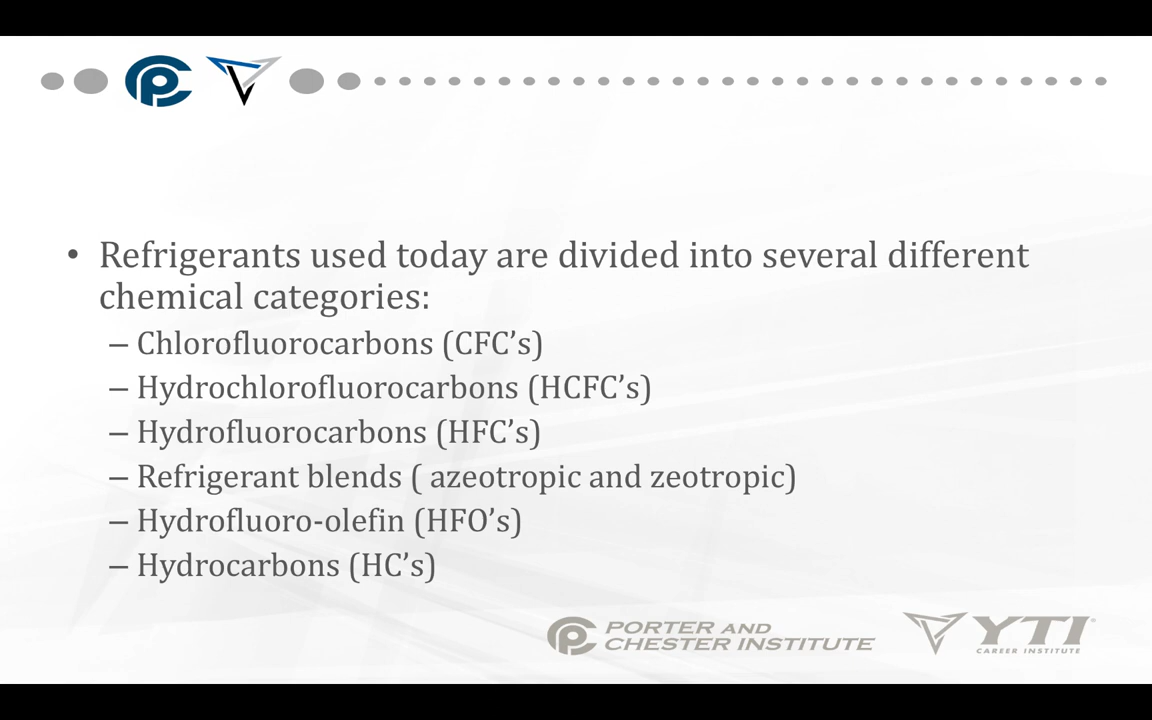 • Refrigerants used today are divided into several different
chemical categories:
– Chlorofluorocarbons (CFC’s)
– Hydrochlorofluorocarbons (HCFC’s)
– Hydrofluorocarbons (HFC’s)
– Refrigerant blends ( azeotropic and zeotropic)
– Hydrofluoro-olefin (HFO’s)
– Hydrocarbons (HC’s)
PORTER AND
CHESTER INSTITUTE
YTI
CAREER INSTITUTE